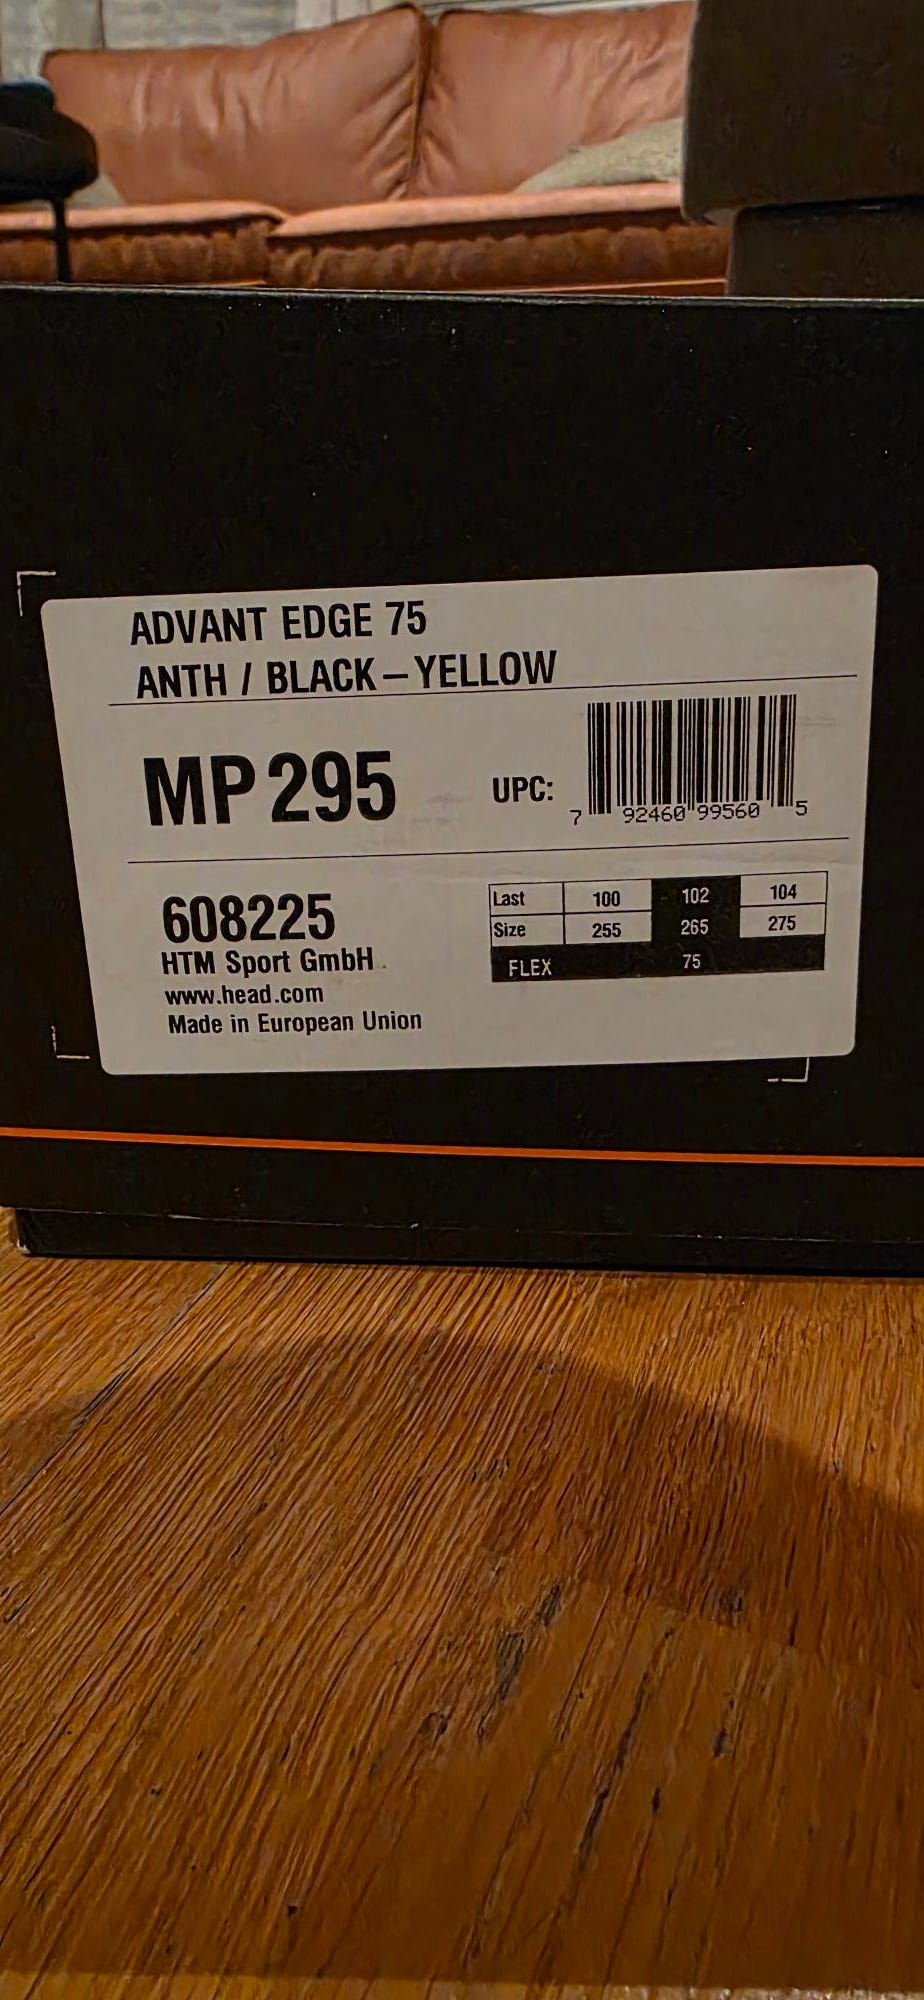 ADVANT EDGE 75
ANTH / BLACK – YELLOW
MP 295
UPC:
7 92460 99560 5
608225
HTM Sport GmbH
www.head.com
Made in European Union
Last 100 102 104
Size 255 265 275
FLEX 75